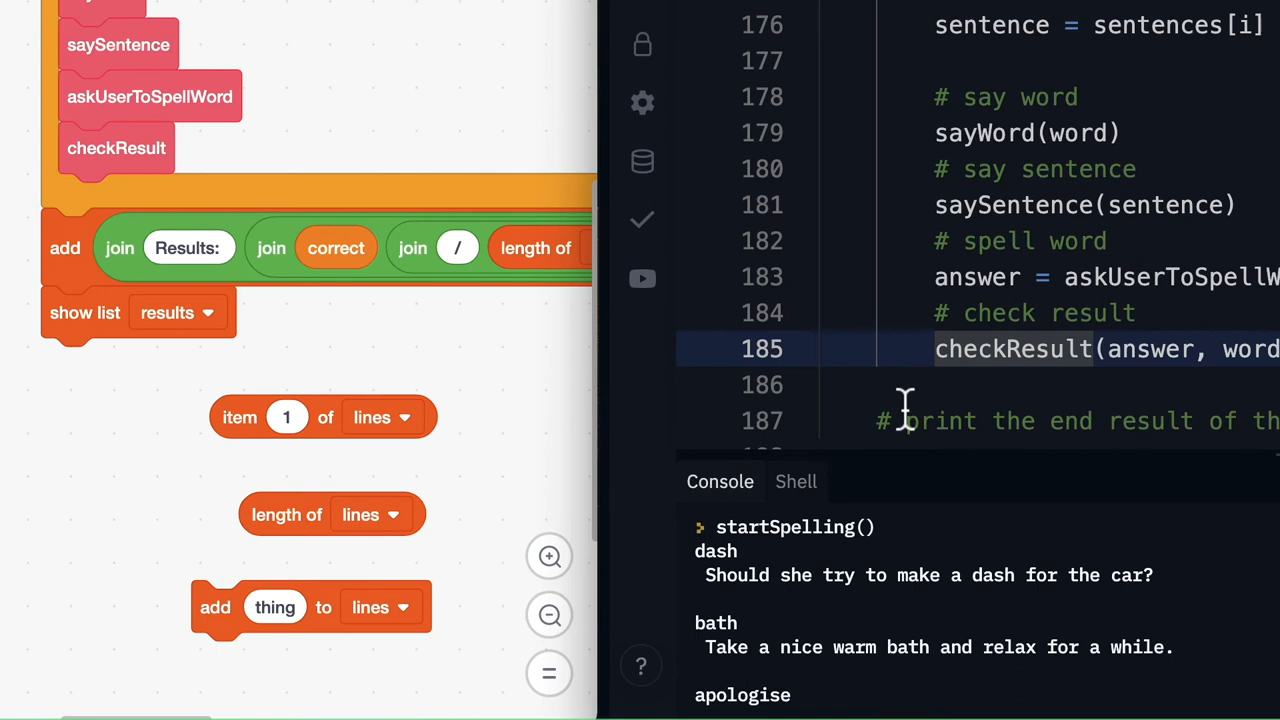 saySentence
askUserToSpellWord
checkResult
add join Results: join correct join / length of
show list results
item 1 of lines
length of lines
add thing to lines
176 sentence = sentences[i]
177
178 # say word
179 sayWord(word)
180 # say sentence
181 saySentence(sentence)
182 # spell word
183 answer = askUserToSpellW
184 # check result
185 checkResult(answer, word
186
187 # print the end result of th
Console Shell
startSpelling()
dash
Should she try to make a dash for the car?
bath
Take a nice warm bath and relax for a while.
apologise
?